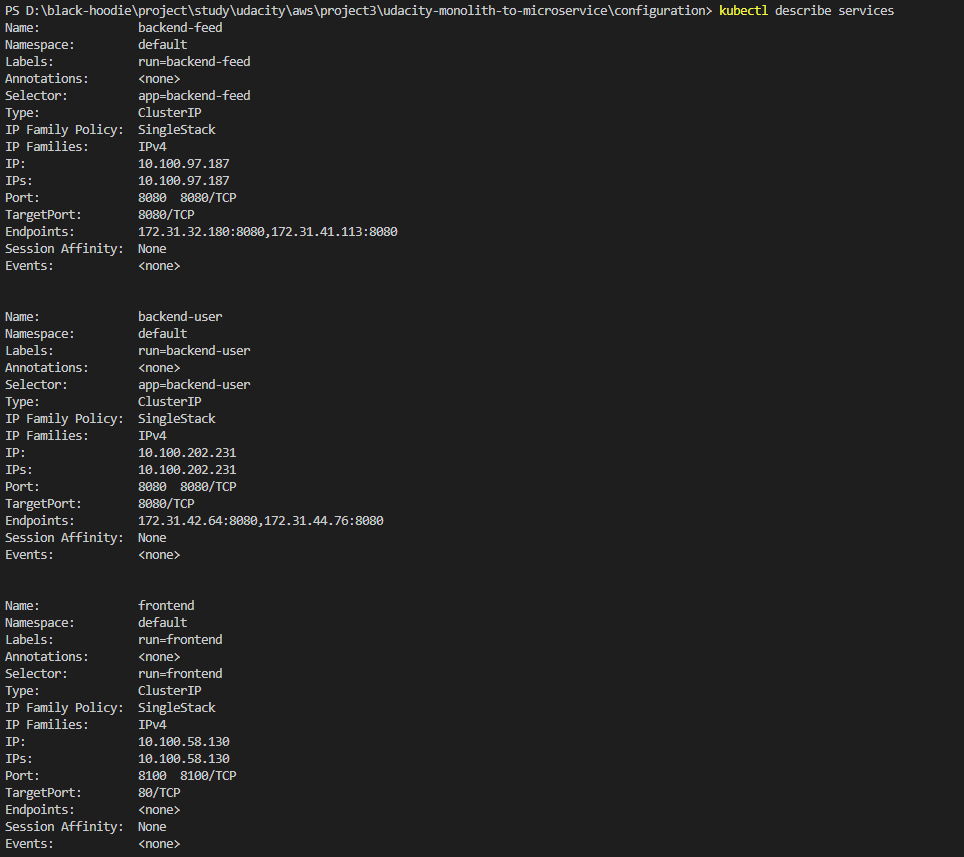 PS D:\black-hoodie\project\study\udacity\aws\project3\udacity-monolith-to-microservice\configuration> kubectl describe services
Name: backend-feed
Namespace: default
Labels: run=backend-feed
Annotations: <none>
Selector: app=backend-feed
Type: ClusterIP
IP Family Policy: SingleStack
IP Families: IPv4
IP: 10.100.97.187
IPs: 10.100.97.187
Port: 8080 8080/TCP
TargetPort: 8080/TCP
Endpoints: 172.31.32.180:8080,172.31.41.113:8080
Session Affinity: None
Events: <none>
Name: backend-user
Namespace: default
Labels: run=backend-user
Annotations: <none>
Selector: app=backend-user
Type: ClusterIP
IP Family Policy: SingleStack
IP Families: IPv4
IP: 10.100.202.231
IPs: 10.100.202.231
Port: 8080 8080/TCP
TargetPort: 8080/TCP
Endpoints: 172.31.42.64:8080,172.31.44.76:8080
Session Affinity: None
Events: <none>
Name: frontend
Namespace: default
Labels: run=frontend
Annotations: <none>
Selector: run=frontend
Type: ClusterIP
IP Family Policy: SingleStack
IP Families: IPv4
IP: 10.100.58.130
IPs: 10.100.58.130
Port: 8100 8100/TCP
TargetPort: 80/TCP
Endpoints: <none>
Session Affinity: None
Events: <none>